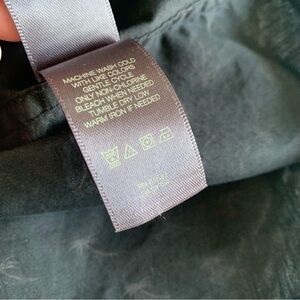 MACHINE WASH COLD
WITH LIKE COLORS
GENTLE CYCLE
ONLY NON-CHLORINE
BLEACH WHEN NEEDED
TUMBLE DRY LOW
WARM IRON IF NEEDED